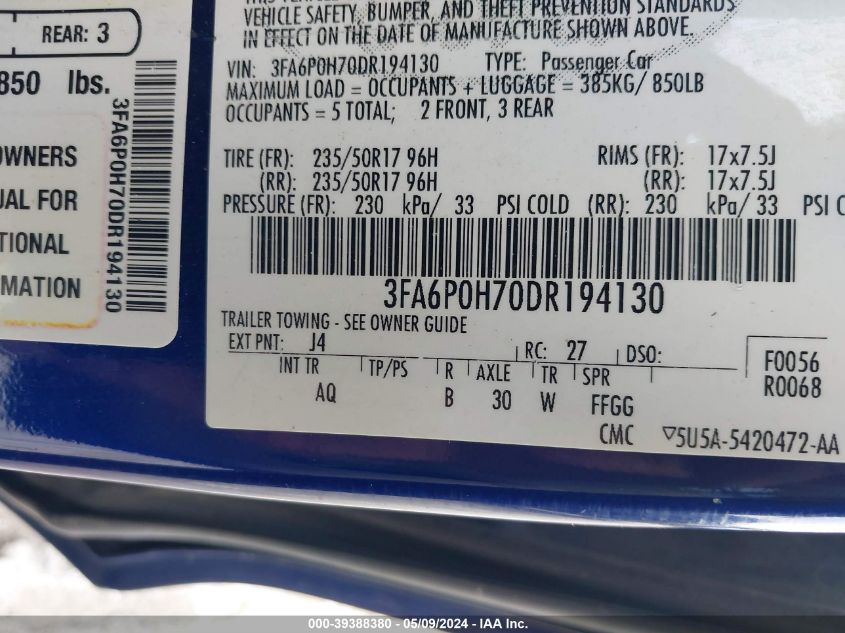 REAR: 3
850 lbs.
OWNERS
UAL FOR
TIONAL
MATION
3FA6P0H70DR194130
VEHICLE SAFETY, BUMPER, AND THEFT PREVENTION STANDARDS
IN EFFECT ON THE DATE OF MANUFACTURE SHOWN ABOVE.
VIN: 3FA6P0H70DR194130 TYPE: Passenger Car
MAXIMUM LOAD = OCCUPANTS + LUGGAGE = 385KG/ 850LB
OCCUPANTS = 5 TOTAL; 2 FRONT, 3 REAR
TIRE (FR): 235/50R17 96H RIMS (FR): 17x7.5J
(RR): 235/50R17 96H (RR): 17x7.5J
PRESSURE (FR): 230 kPa/ 33 PSI COLD (RR): 230 kPa/ 33 PSI C
3FA6P0H70DR194130
TRAILER TOWING - SEE OWNER GUIDE
EXT PNT: J4 RC: 27 DSO:
INT TR TP/PS R AXLE TR SPR
AQ B 30 W FFGG
F0056
R0068
CMC ▽5U5A-5420472-AA
000-39388380 - 05/09/2024 - IAA Inc.